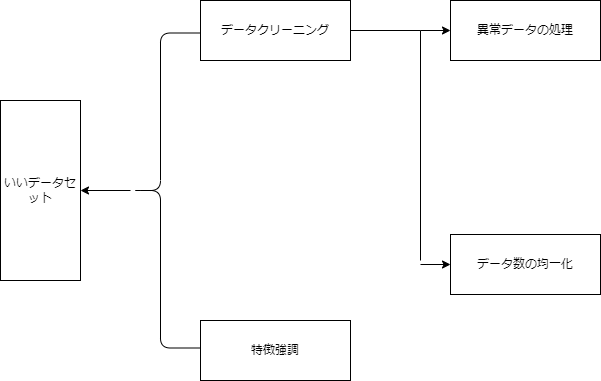 データクリーニング
異常データの処理
いいデータセ
ット
データ数の均一化
特徴強調